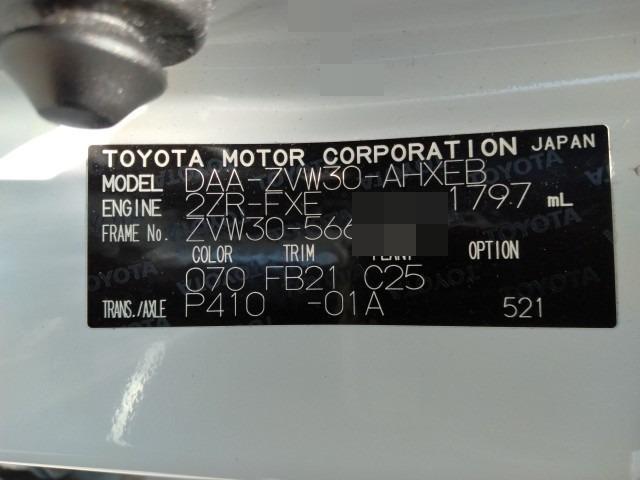 TOYOTA MOTOR CORPORATION JAPAN
MODEL DAA-ZVW30-AHXEB
ENGINE 2ZR-FXE 1797 mL
FRAME No. ZVW30-566
COLOR TRIM PLANT OPTION
070 FB21 C25
TRANS./AXLE P410 -01A 521